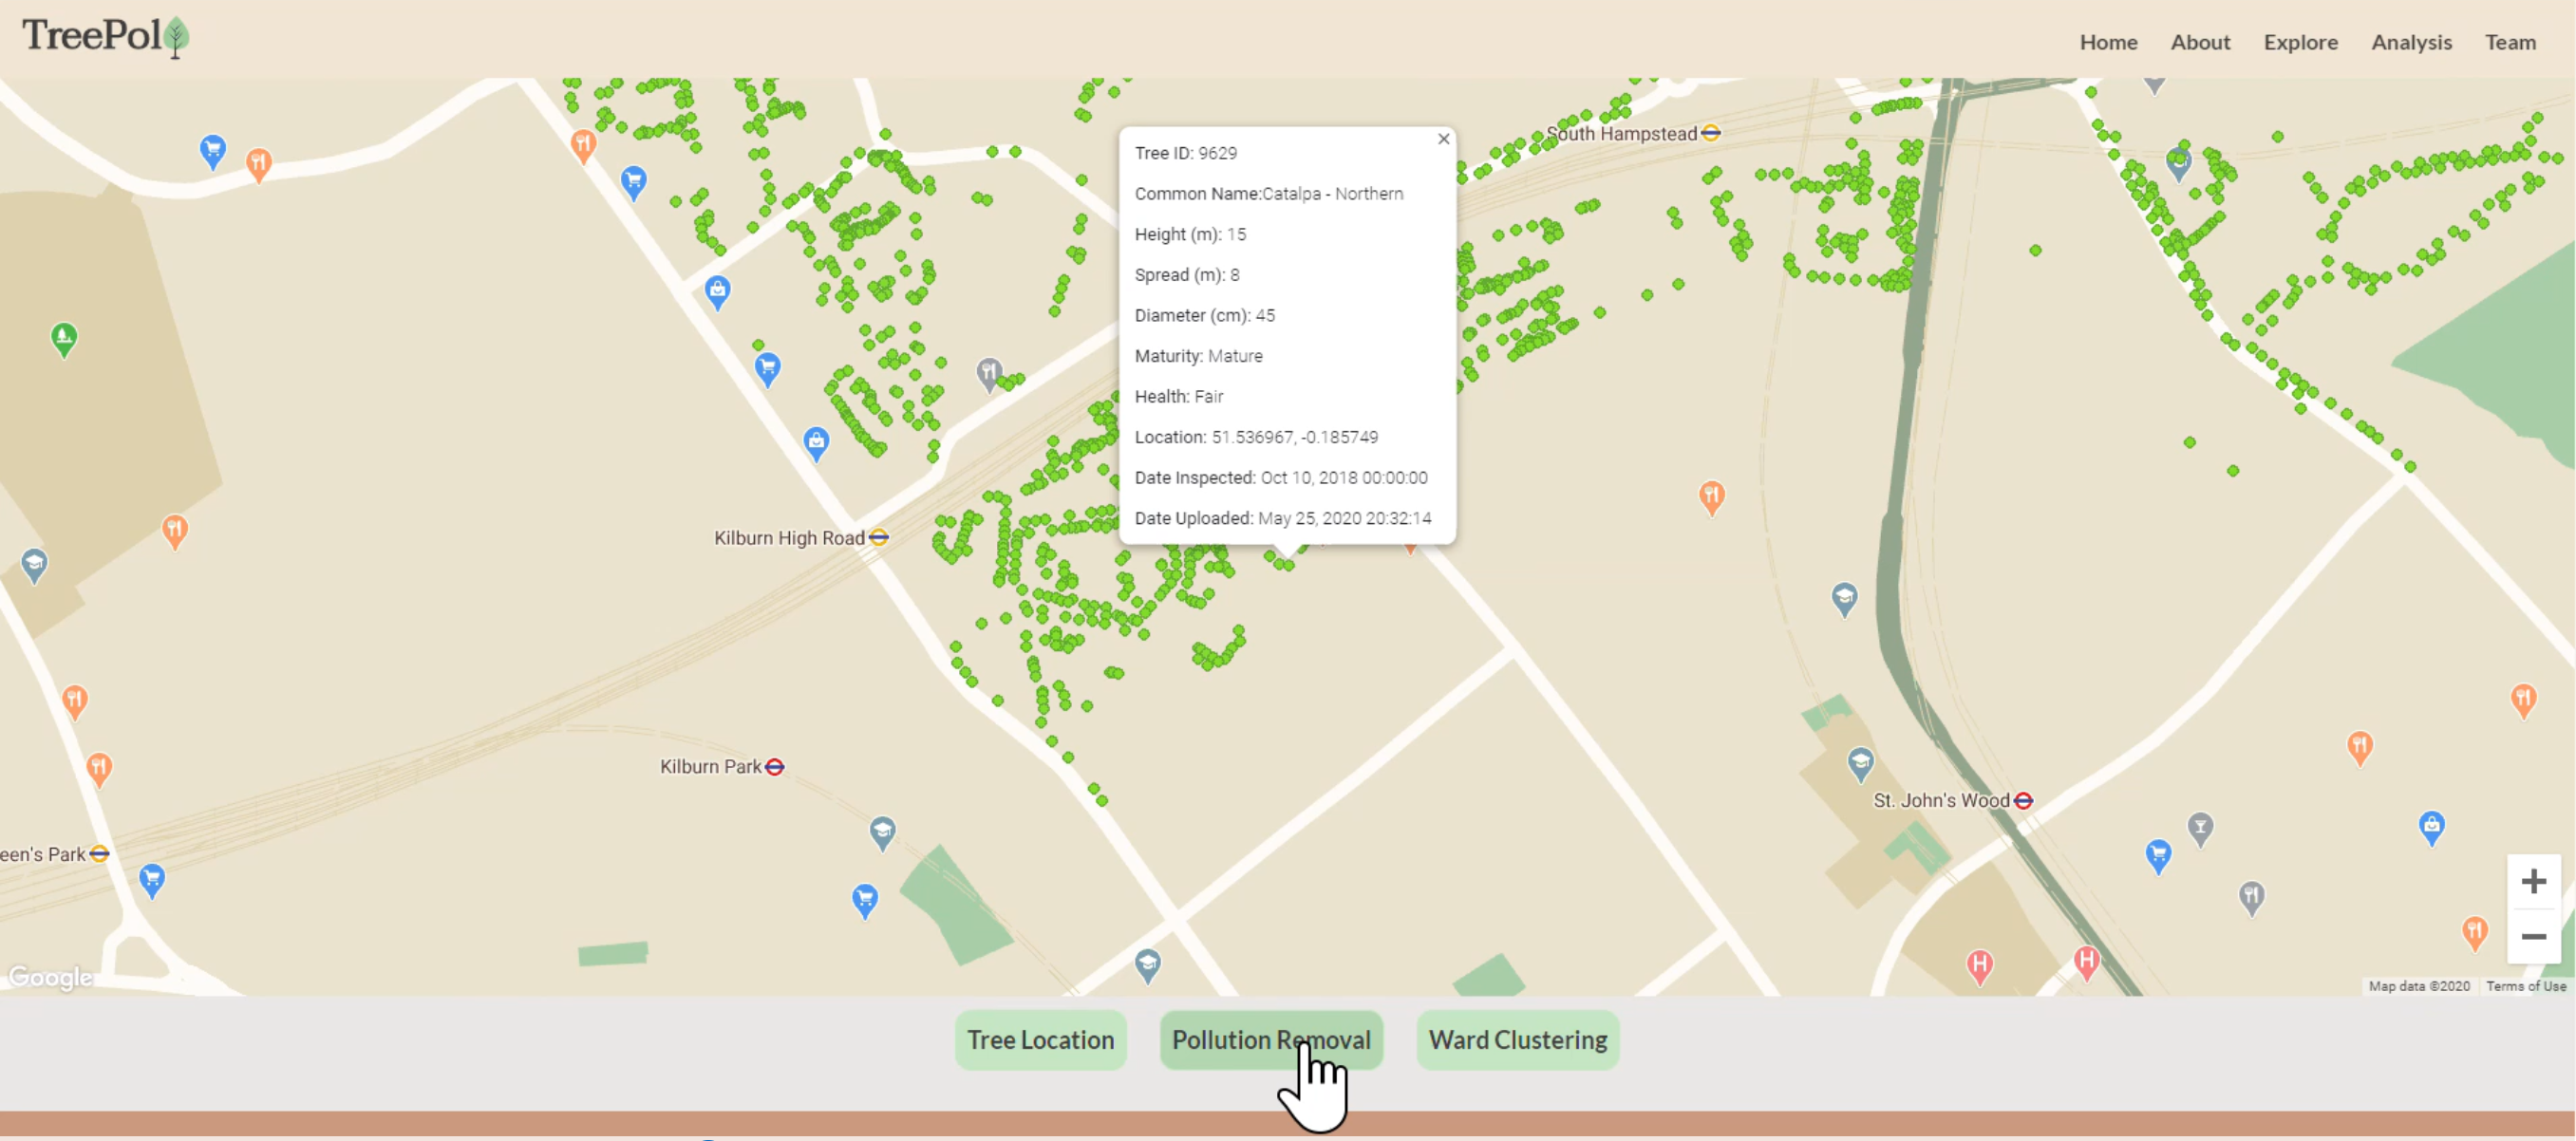 TreePol
Home About Explore Analysis Team
South Hampstead
Tree ID: 9629
Common Name:Catalpa - Northern
Height (m): 15
Spread (m): 8
Diameter (cm): 45
Maturity: Mature
Health: Fair
Location: 51.536967, -0.185749
Date Inspected: Oct 10, 2018 00:00:00
Date Uploaded: May 25, 2020 20:32:14
Kilburn High Road
Kilburn Park
St. John's Wood
een's Park
H H
Google
Map data ©2020 Terms of Use
Tree Location Pollution Removal Ward Clustering